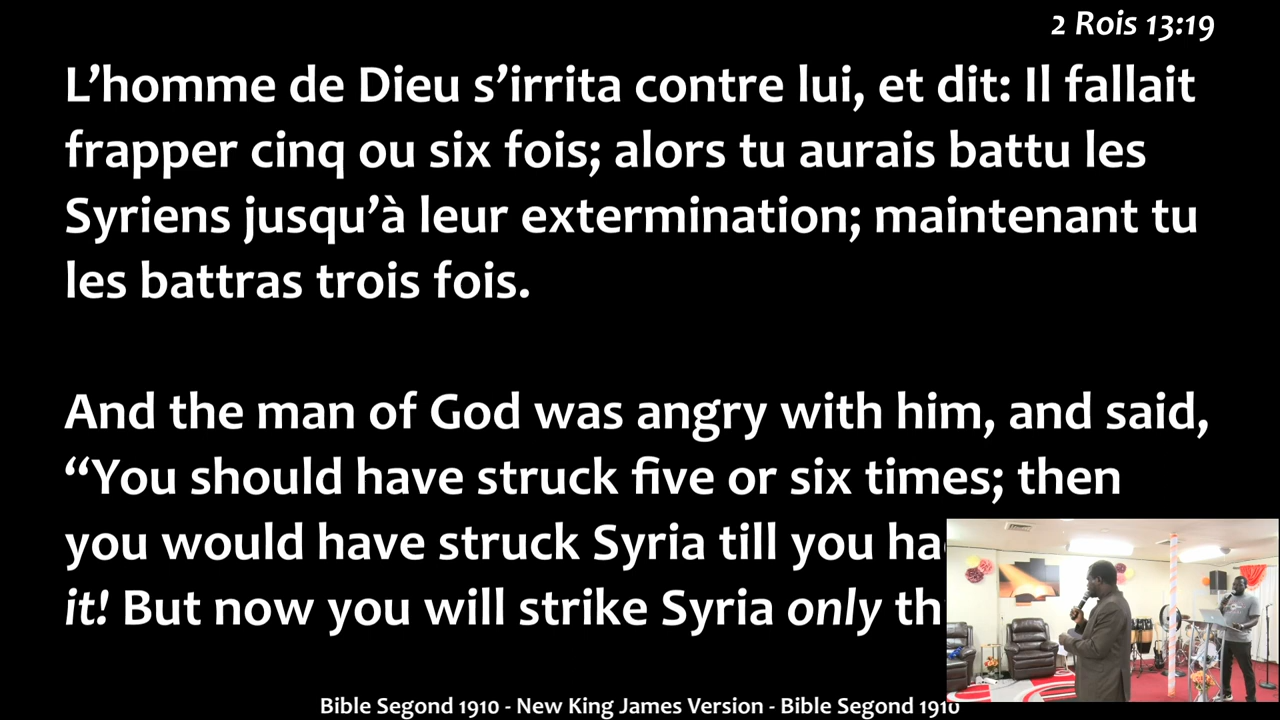 2 Rois 13:19
L’homme de Dieu s’irrita contre lui, et dit: Il fallait
frapper cinq ou six fois; alors tu aurais battu les
Syriens jusqu’à leur extermination; maintenant tu
les battras trois fois.
And the man of God was angry with him, and said,
“You should have struck five or six times; then
you would have struck Syria till you
it! But now you will strike Syria only
Bible Segond 1910 - New King James Version - Bible Segond 1910